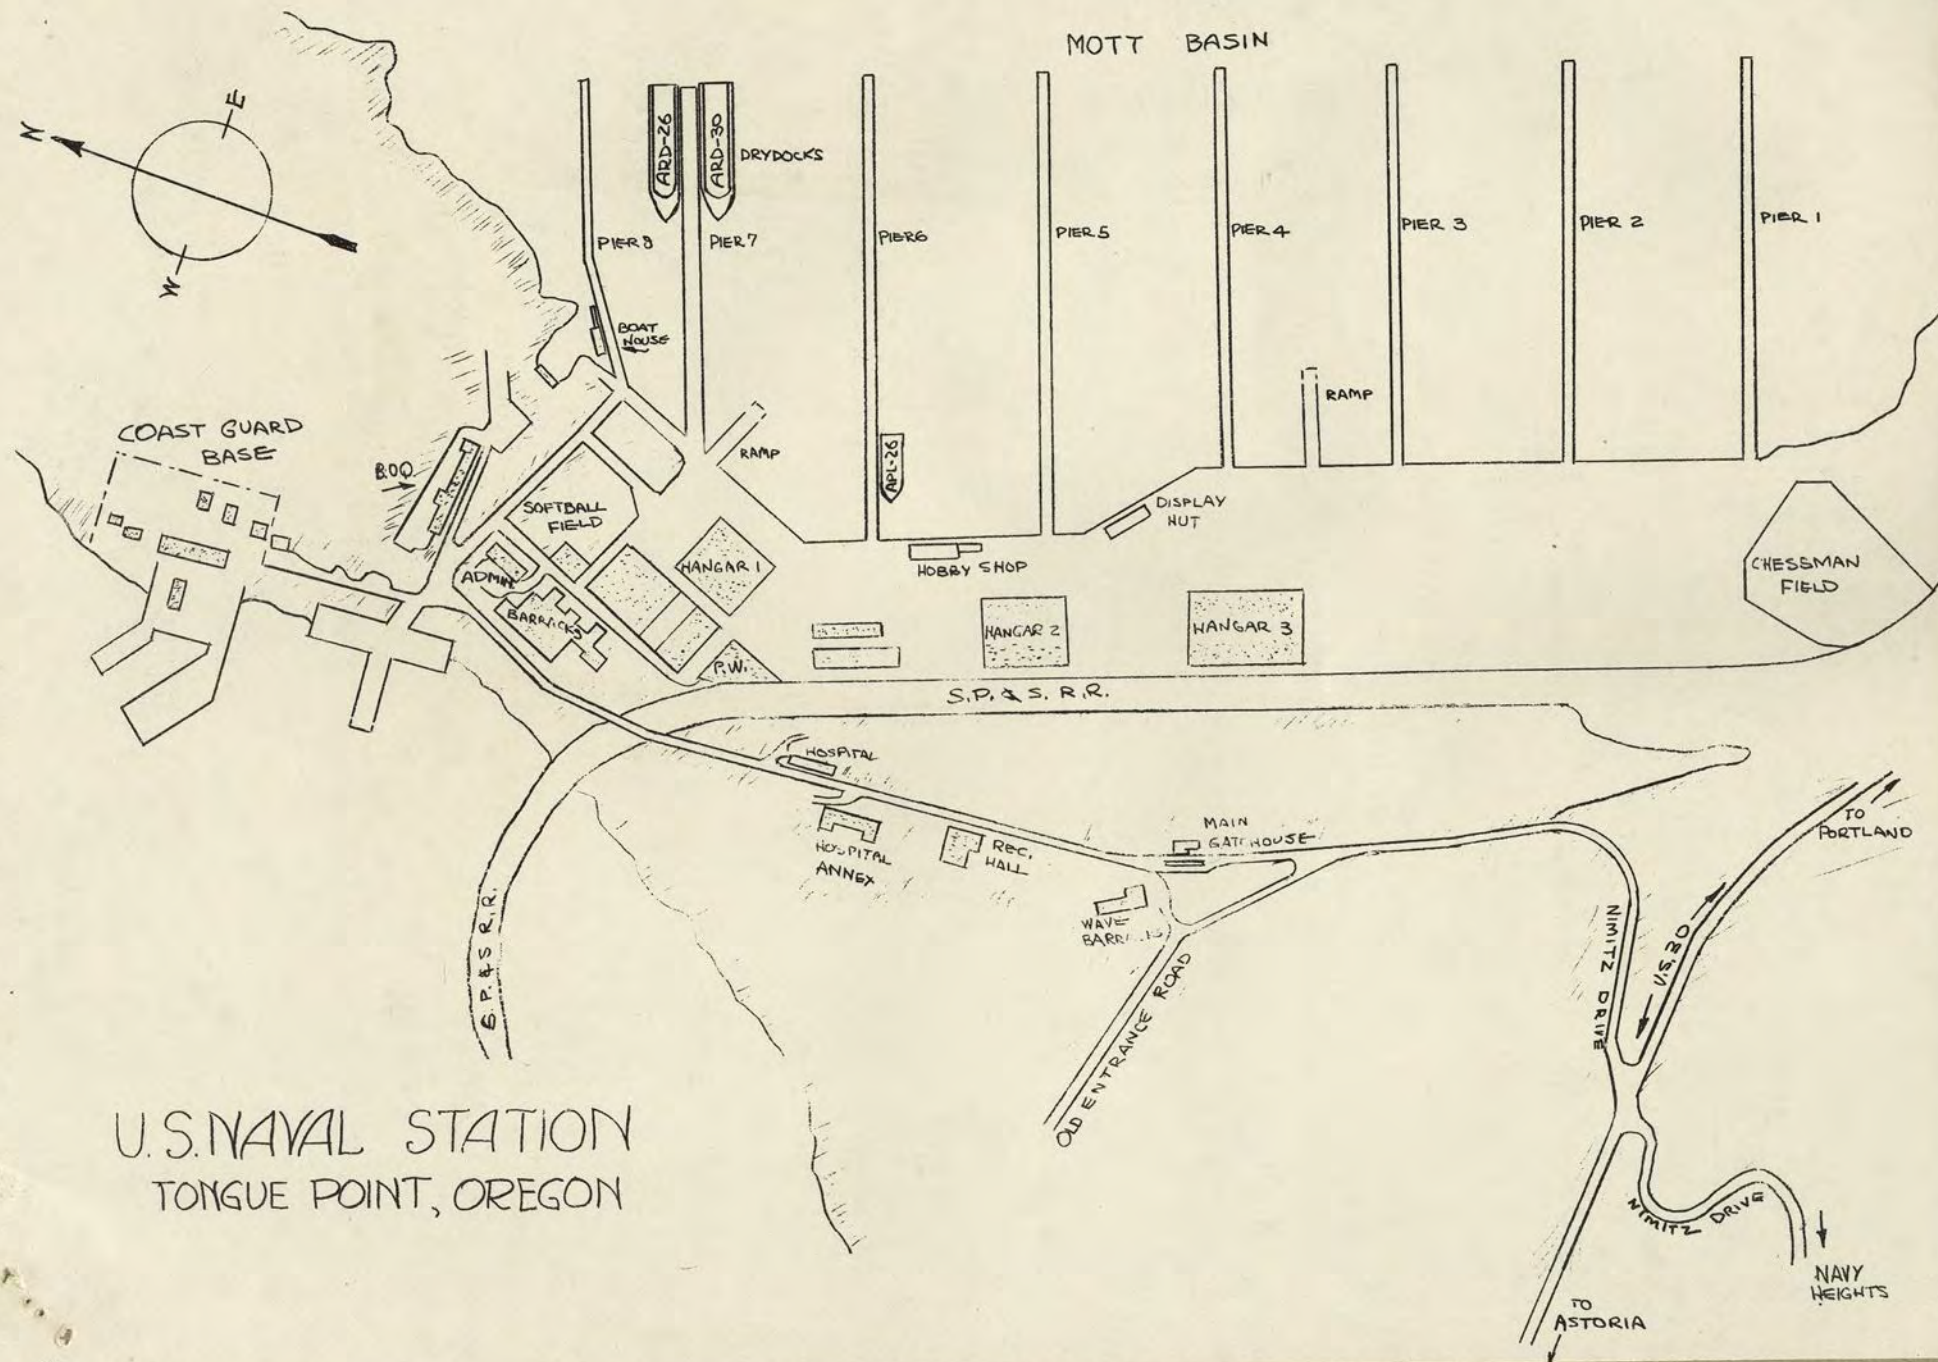 MOTT BASIN
N
E
W
ARD-26
ARD-30
DRYDOCKS
PIER 8
PIER 7
PIER 6
PIER 5
PIER 4
PIER 3
PIER 2
PIER 1
BOAT
HOUSE
RAMP
RAMP
APL-26
COAST GUARD
BASE
B.O.Q
SOFTBALL
FIELD
DISPLAY
HUT
HOBBY SHOP
CHESSMAN
FIELD
ADMIN
BARRACKS
HANGAR 1
HANGAR 2
HANGAR 3
P.W.
S.P. & S. R.R.
HOSPITAL
HOSPITAL
ANNEX
REC.
HALL
MAIN
GATEHOUSE
WAVE
BARRACKS
S.P. & S R.R.
OLD ENTRANCE ROAD
NIMITZ DRIVE
U.S. 30
TO
PORTLAND
NIMITZ DRIVE
NAVY
HEIGHTS
TO
ASTORIA
U.S. NAVAL STATION
TONGUE POINT, OREGON